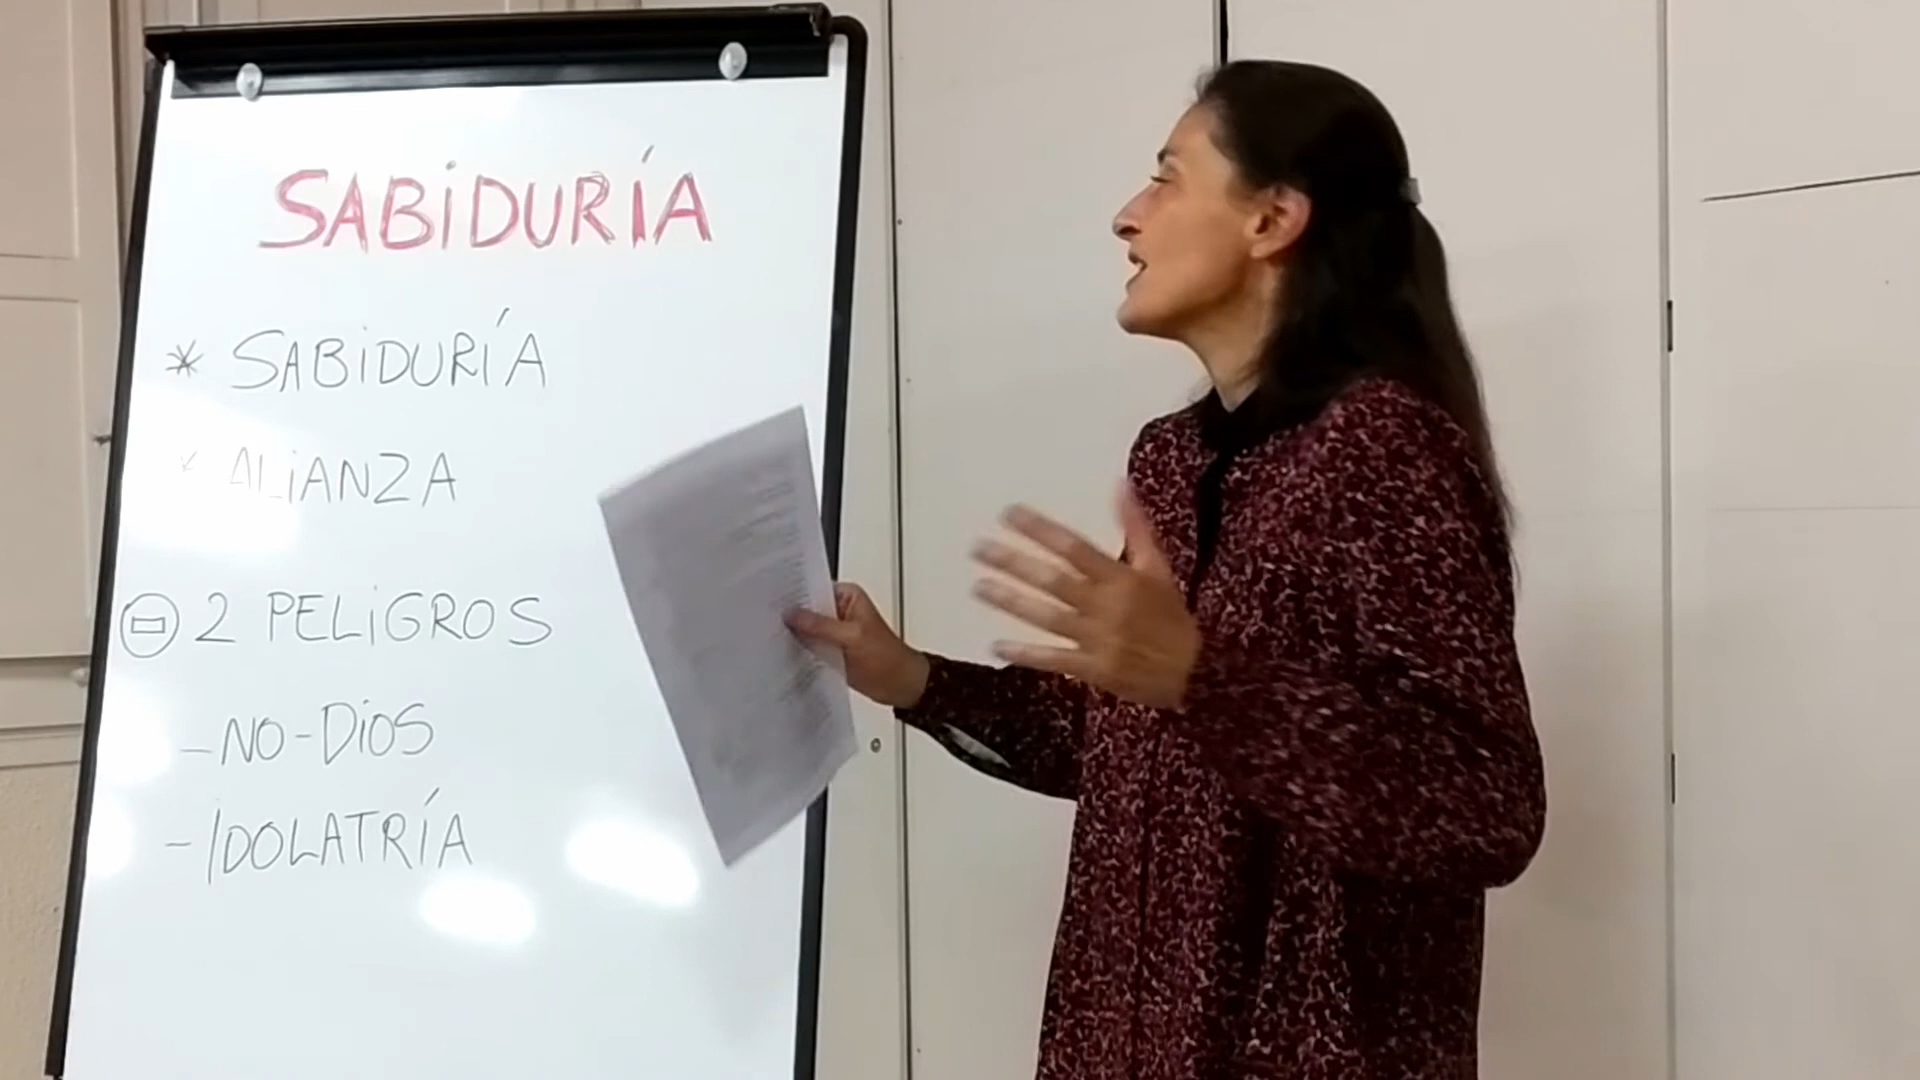 SABiDURÍA
* SABiDURÍA
* ALiANZA
⊖ 2 PELiGROS
- NO-DiOS
- IDOLATRÍA